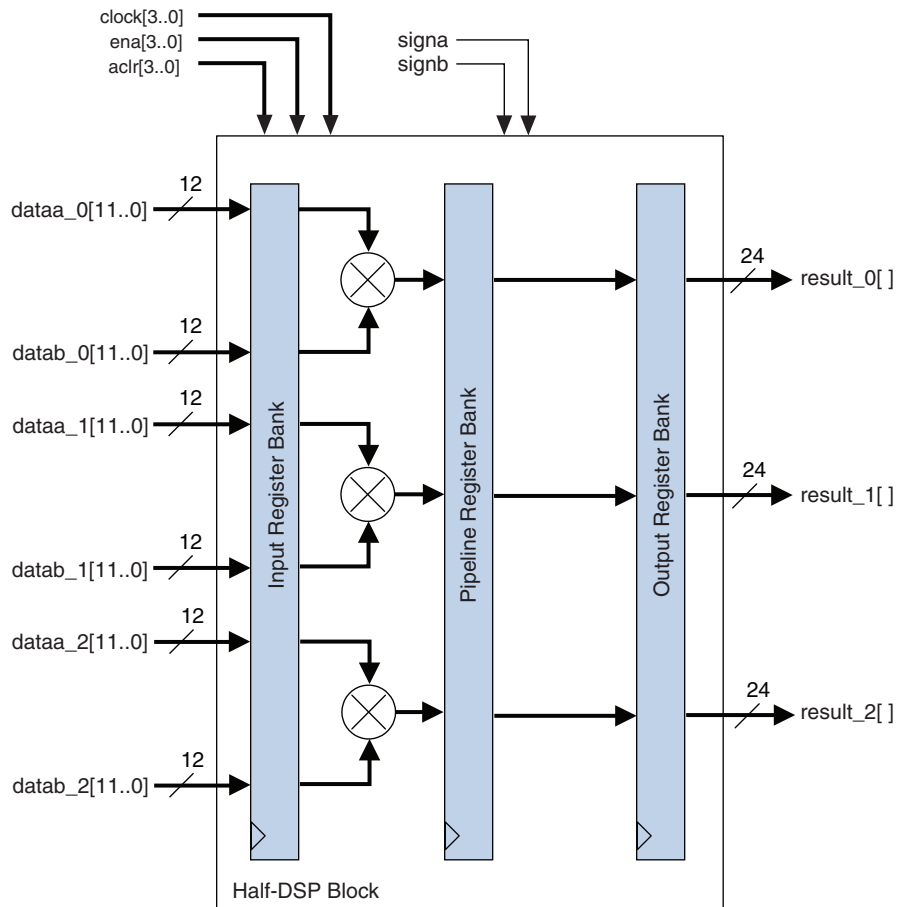 clock[3..0]
ena[3..0]
aclr[3..0]
signa
signb
12
dataa_0[11..0]
12
datab_0[11..0]
12
dataa_1[11..0]
12
datab_1[11..0]
12
dataa_2[11..0]
12
datab_2[11..0]
Input Register Bank
Pipeline Register Bank
Output Register Bank
24
result_0[ ]
24
result_1[ ]
24
result_2[ ]
Half-DSP Block